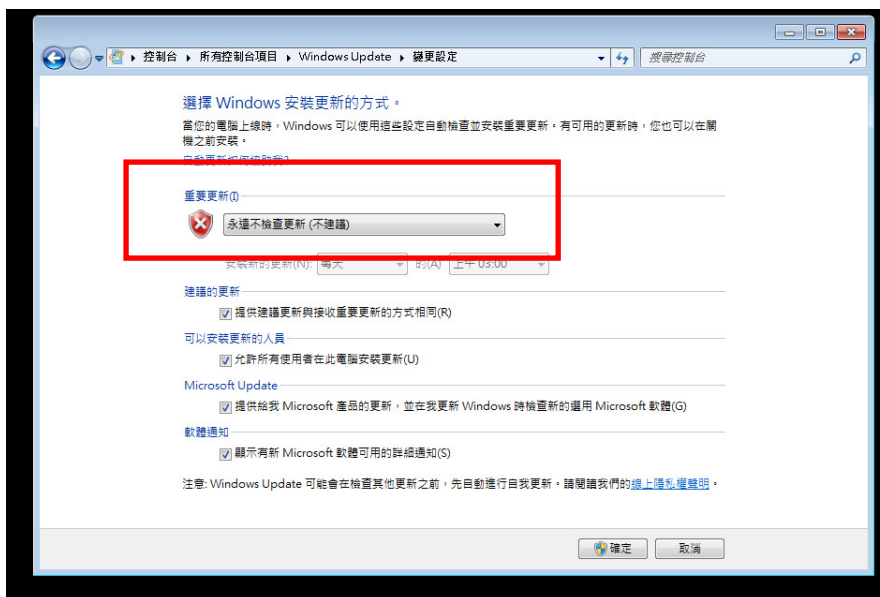 控制台 ▸ 所有控制台項目 ▸ Windows Update ▸ 變更設定
搜尋控制台
選擇 Windows 安裝更新的方式。
當您的電腦上線時，Windows 可以使用這些設定自動檢查並安裝重要更新。有可用的更新時，您也可以在關
機之前安裝。
自動更新如何協助我?
重要更新(I)
永遠不檢查更新 (不建議)
安裝新的更新(N): 每天 的(A) 上午 03:00
建議的更新
提供建議更新與接收重要更新的方式相同(R)
可以安裝更新的人員
允許所有使用者在此電腦安裝更新(U)
Microsoft Update
提供給我 Microsoft 產品的更新，並在我更新 Windows 時檢查新的選用 Microsoft 軟體(G)
軟體通知
顯示有新 Microsoft 軟體可用的詳細通知(S)
注意: Windows Update 可能會在檢查其他更新之前，先自動進行自我更新。請閱讀我們的線上隱私權聲明。
確定 取消